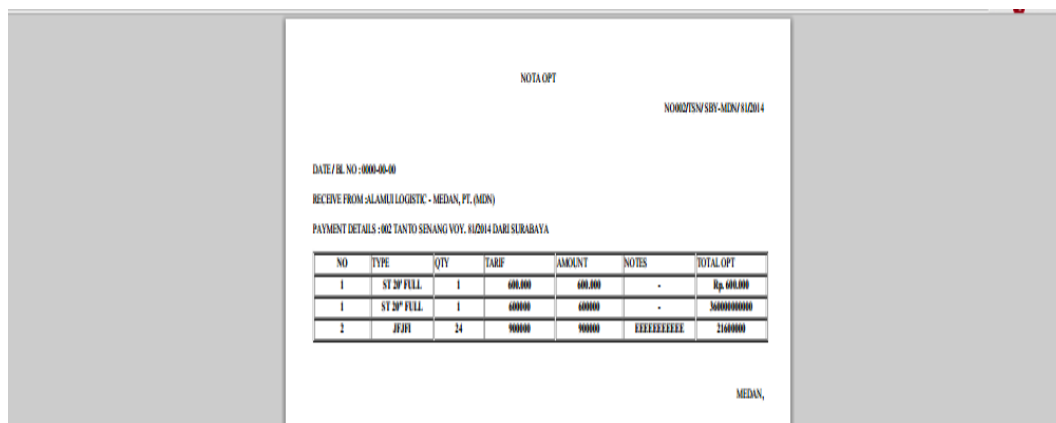 NOTA OPT
NO002/TSN/ SBY-MDN/ 81/2014
DATE / BL NO :0000-00-00
RECEIVE FROM :ALAMUI LOGISTIC - MEDAN, PT. (MDN)
PAYMENT DETAILS :002 TANTO SENANG VOY. 81/2014 DARI SURABAYA
NO TYPE QTY TARIF AMOUNT NOTES TOTAL OPT
1 ST 20' FULL 1 600.000 600.000 - Rp. 600.000
1 ST 20" FULL 1 600000 600000 - 360000000000
2 JFJFI 24 900000 900000 EEEEEEEEEEE 21600000
MEDAN,